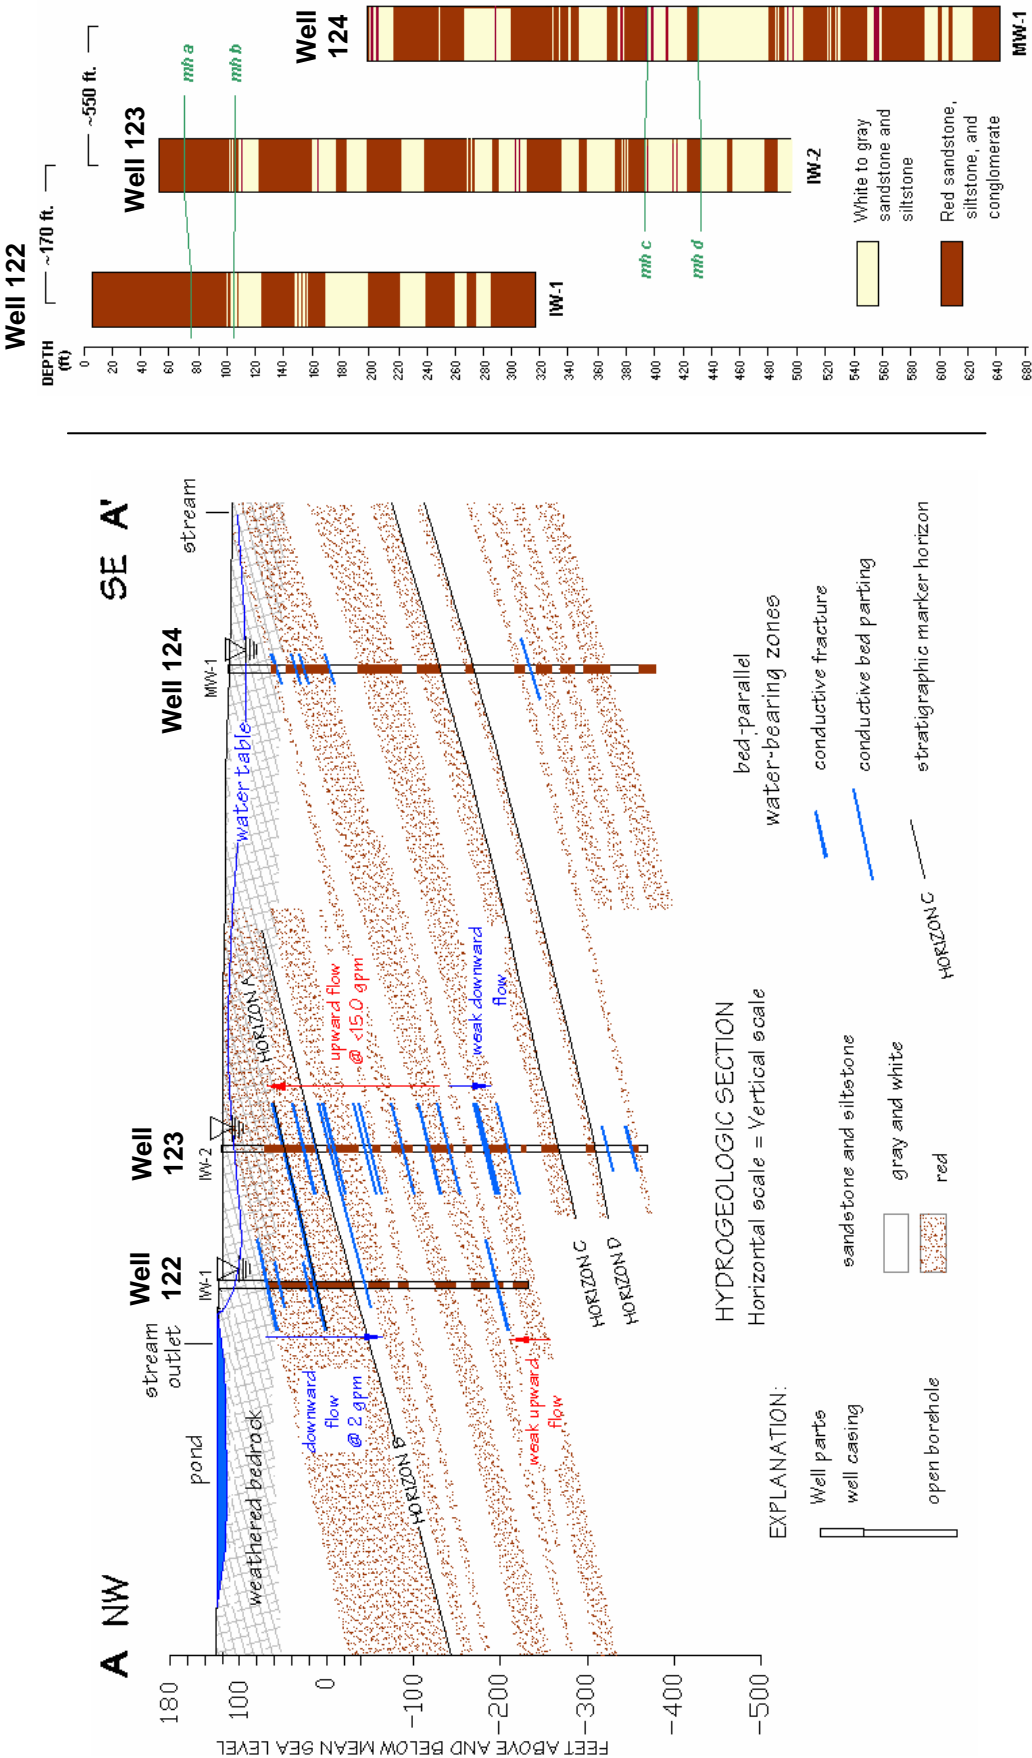 Well 122
Well 123
Well
124
~170 ft.
~550 ft.
DEPTH
(ft)
0
20
40
60
80
100
120
140
160
180
200
220
240
260
280
300
320
340
360
380
400
420
440
460
480
500
520
540
560
580
600
620
640
660
680
mh a
mh b
mh c
mh d
IW-1
IW-2
MW-1
White to gray
sandstone and
siltstone
Red sandstone,
siltstone, and
conglomerate
A NW
SE A'
pond
stream
outlet
Well
122
IW-1
Well
123
IW-2
Well 124
MW-1
stream
weathered bedrock
water table
HORIZON A
HORIZON B
HORIZON C
HORIZON D
downward
flow
@ 2 gpm
weak upward
flow
upward flow
@ <15.0 gpm
weak downward
flow
180
100
0
-100
-200
-300
-400
-500
FEET ABOVE AND BELOW MEAN SEA LEVEL
HYDROGEOLOGIC SECTION
Horizontal scale = Vertical scale
EXPLANATION:
Well parts
well casing
open borehole
sandstone and siltstone
gray and white
red
bed-parallel
water-bearing zones
conductive fracture
conductive bed parting
stratigraphic marker horizon
HORIZON C